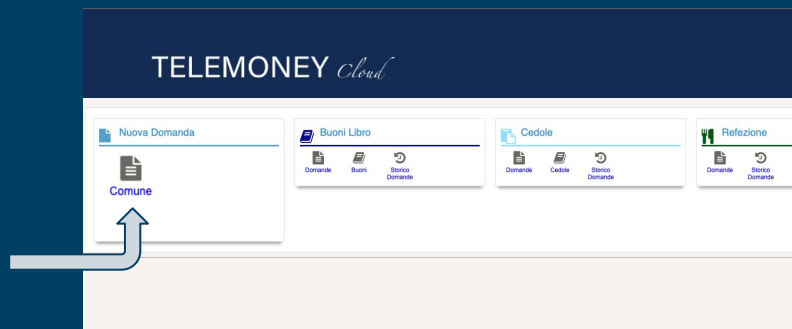 TELEMONEY Cloud
Nuova Domanda
Comune
Buoni Libro
Domande
Buoni
Storico
Domande
Cedole
Domande
Cedole
Storico
Domande
Refezione
Domande
Storico
Domande